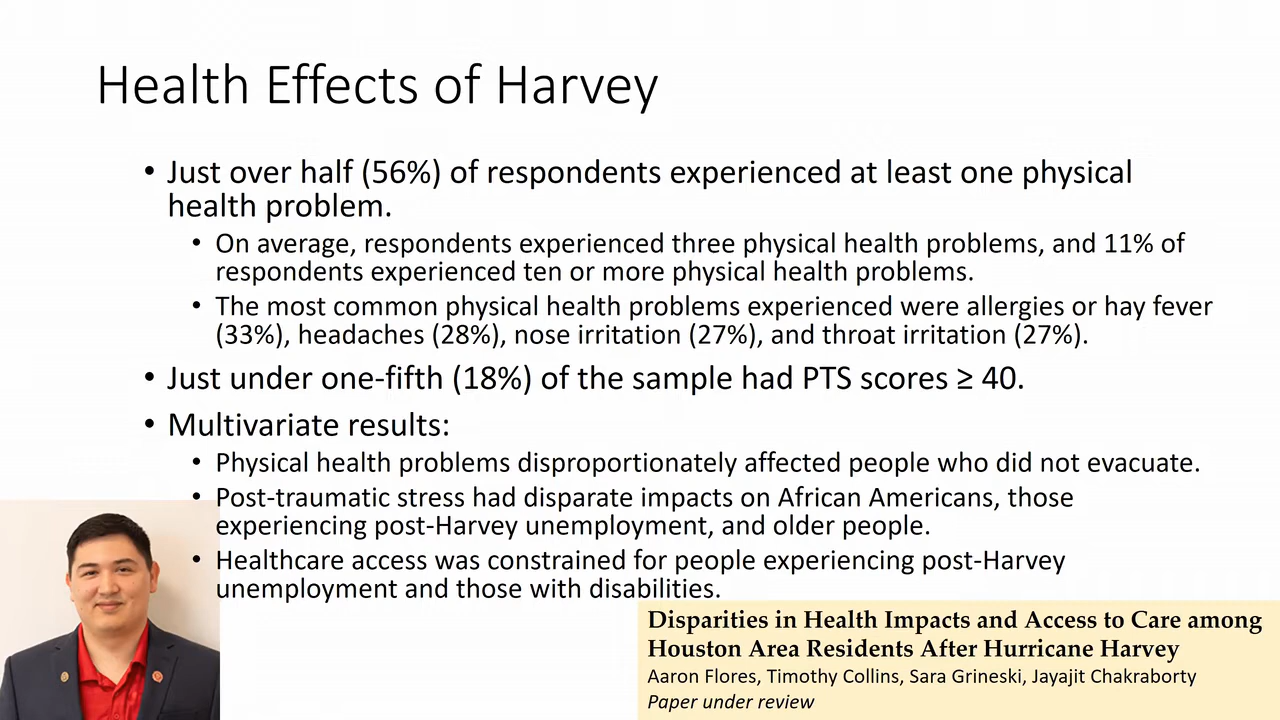 Health Effects of Harvey
• Just over half (56%) of respondents experienced at least one physical
health problem.
• On average, respondents experienced three physical health problems, and 11% of
respondents experienced ten or more physical health problems.
• The most common physical health problems experienced were allergies or hay fever
(33%), headaches (28%), nose irritation (27%), and throat irritation (27%).
• Just under one-fifth (18%) of the sample had PTS scores ≥ 40.
• Multivariate results:
• Physical health problems disproportionately affected people who did not evacuate.
• Post-traumatic stress had disparate impacts on African Americans, those
experiencing post-Harvey unemployment, and older people.
• Healthcare access was constrained for people experiencing post-Harvey
unemployment and those with disabilities.
Disparities in Health Impacts and Access to Care among
Houston Area Residents After Hurricane Harvey
Aaron Flores, Timothy Collins, Sara Grineski, Jayajit Chakraborty
Paper under review